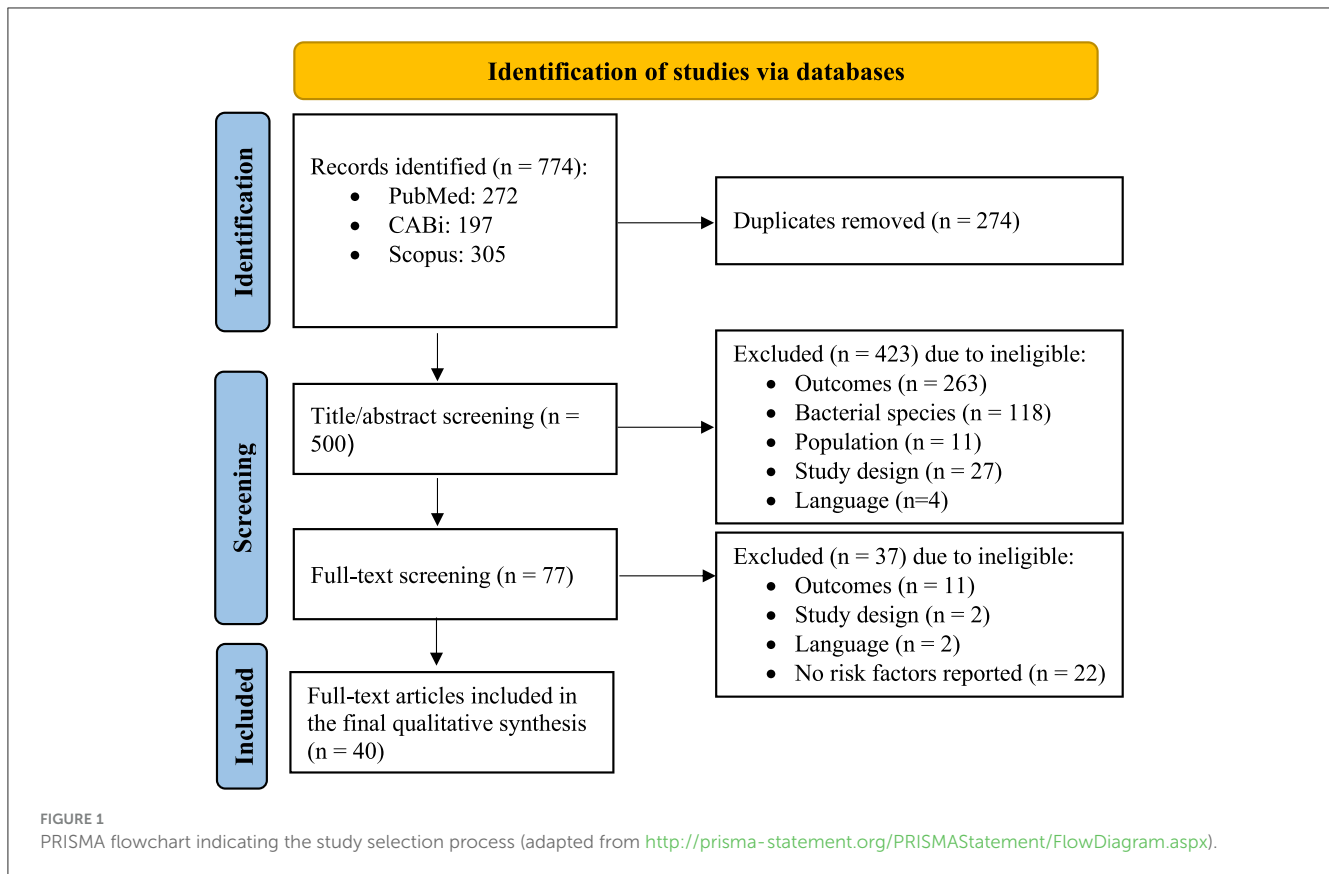 Identification of studies via databases
Identification
Records identified (n = 774):
• PubMed: 272
• CABi: 197
• Scopus: 305
Duplicates removed (n = 274)
Screening
Title/abstract screening (n =
500)
Excluded (n = 423) due to ineligible:
• Outcomes (n = 263)
• Bacterial species (n = 118)
• Population (n = 11)
• Study design (n = 27)
• Language (n=4)
Full-text screening (n = 77)
Excluded (n = 37) due to ineligible:
• Outcomes (n = 11)
• Study design (n = 2)
• Language (n = 2)
• No risk factors reported (n = 22)
Included
Full-text articles included in
the final qualitative synthesis
(n = 40)
FIGURE 1
PRISMA flowchart indicating the study selection process (adapted from http://prisma-statement.org/PRISMAStatement/FlowDiagram.aspx).